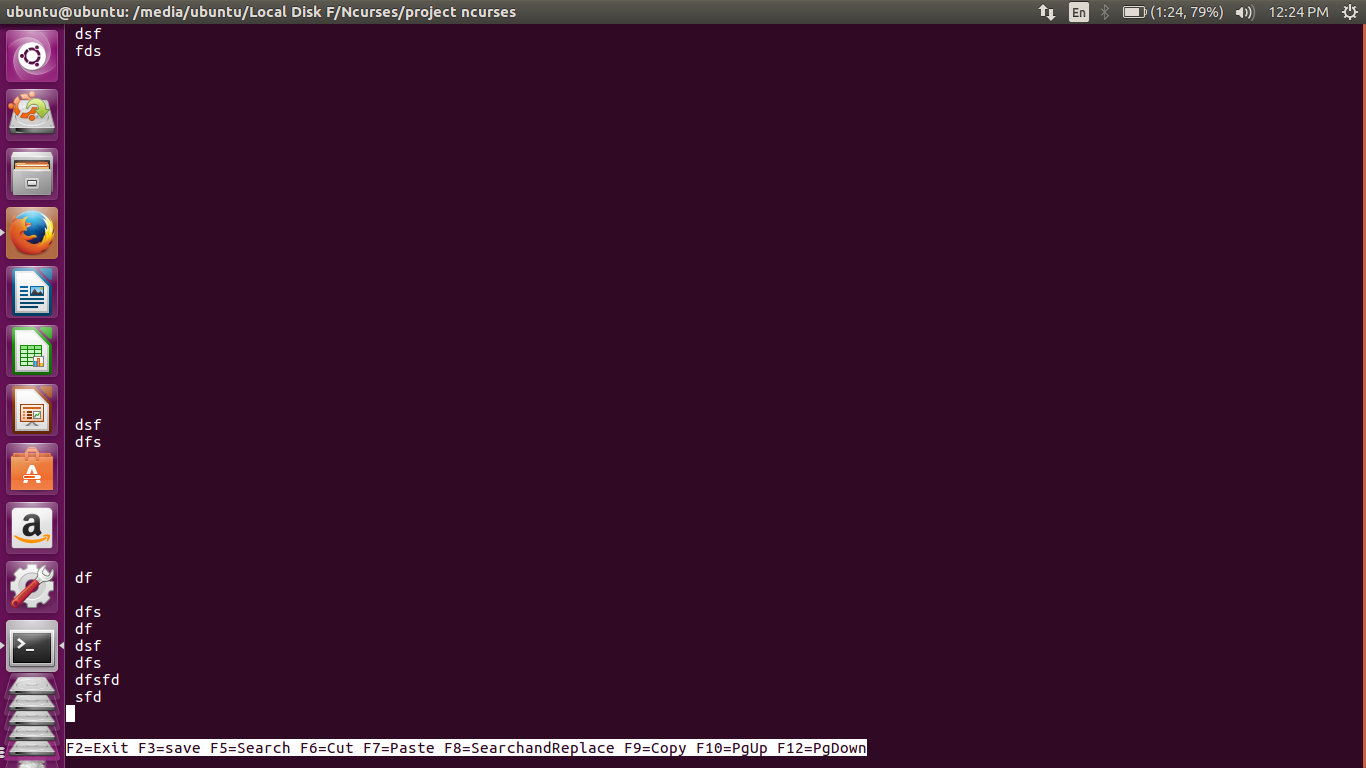 ubuntu@ubuntu: /media/ubuntu/Local Disk F/Ncurses/project ncurses
En
(1:24, 79%)
12:24 PM
dsf
fds
dsf
dfs
df
dfs
df
dsf
dfs
dfsfd
sfd
F2=Exit F3=save F5=Search F6=Cut F7=Paste F8=SearchandReplace F9=Copy F10=PgUp F12=PgDown